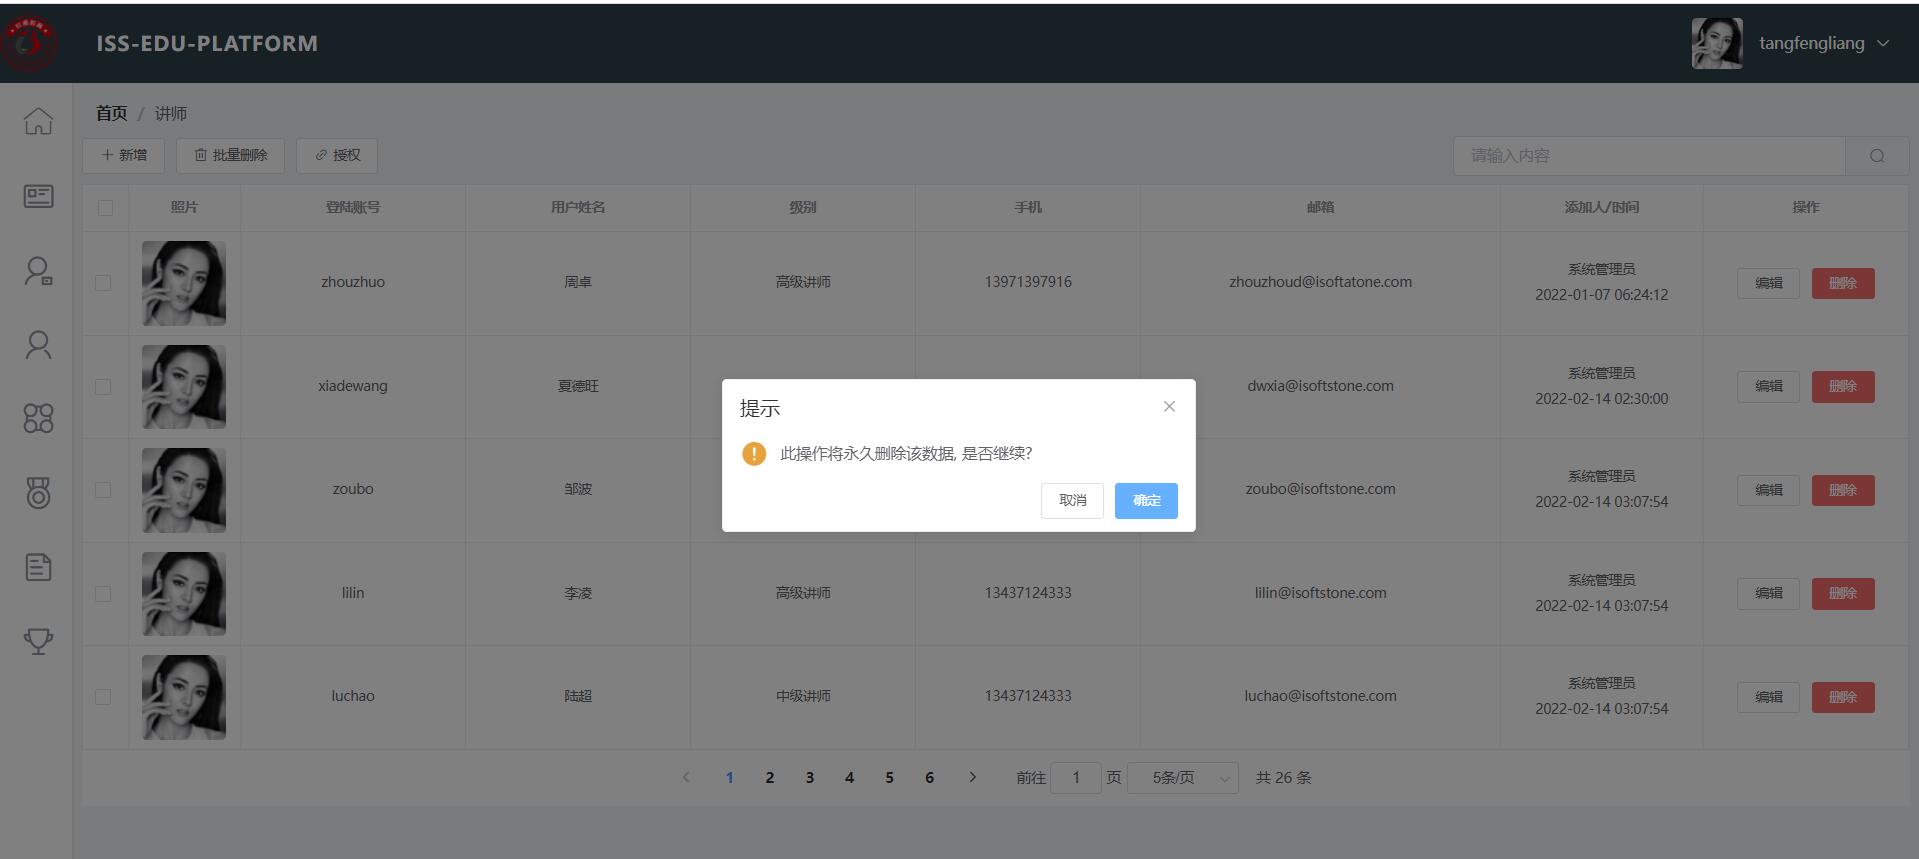 ISS-EDU-PLATFORM
tangfengliang
首页 / 讲师
新增 批量删除 授权
请输入内容
照片 登陆账号 用户姓名 级别 手机 邮箱 添加人/时间 操作
zhouzhuo 周卓 高级讲师 13971397916 zhouzhoud@isoftatone.com 系统管理员 编辑 删除
2022-01-07 06:24:12
xiadewang 夏德旺 dwxia@isoftstone.com 系统管理员 编辑 删除
2022-02-14 02:30:00
提示
此操作将永久删除该数据, 是否继续?
取消 确定
zoubo 邹波 zoubo@isoftstone.com 系统管理员 编辑 删除
2022-02-14 03:07:54
lilin 李凌 高级讲师 13437124333 lilin@isoftstone.com 系统管理员 编辑 删除
2022-02-14 03:07:54
luchao 陆超 中级讲师 13437124333 luchao@isoftstone.com 系统管理员 编辑 删除
2022-02-14 03:07:54
1 2 3 4 5 6 前往 1 页 5条/页 共 26 条